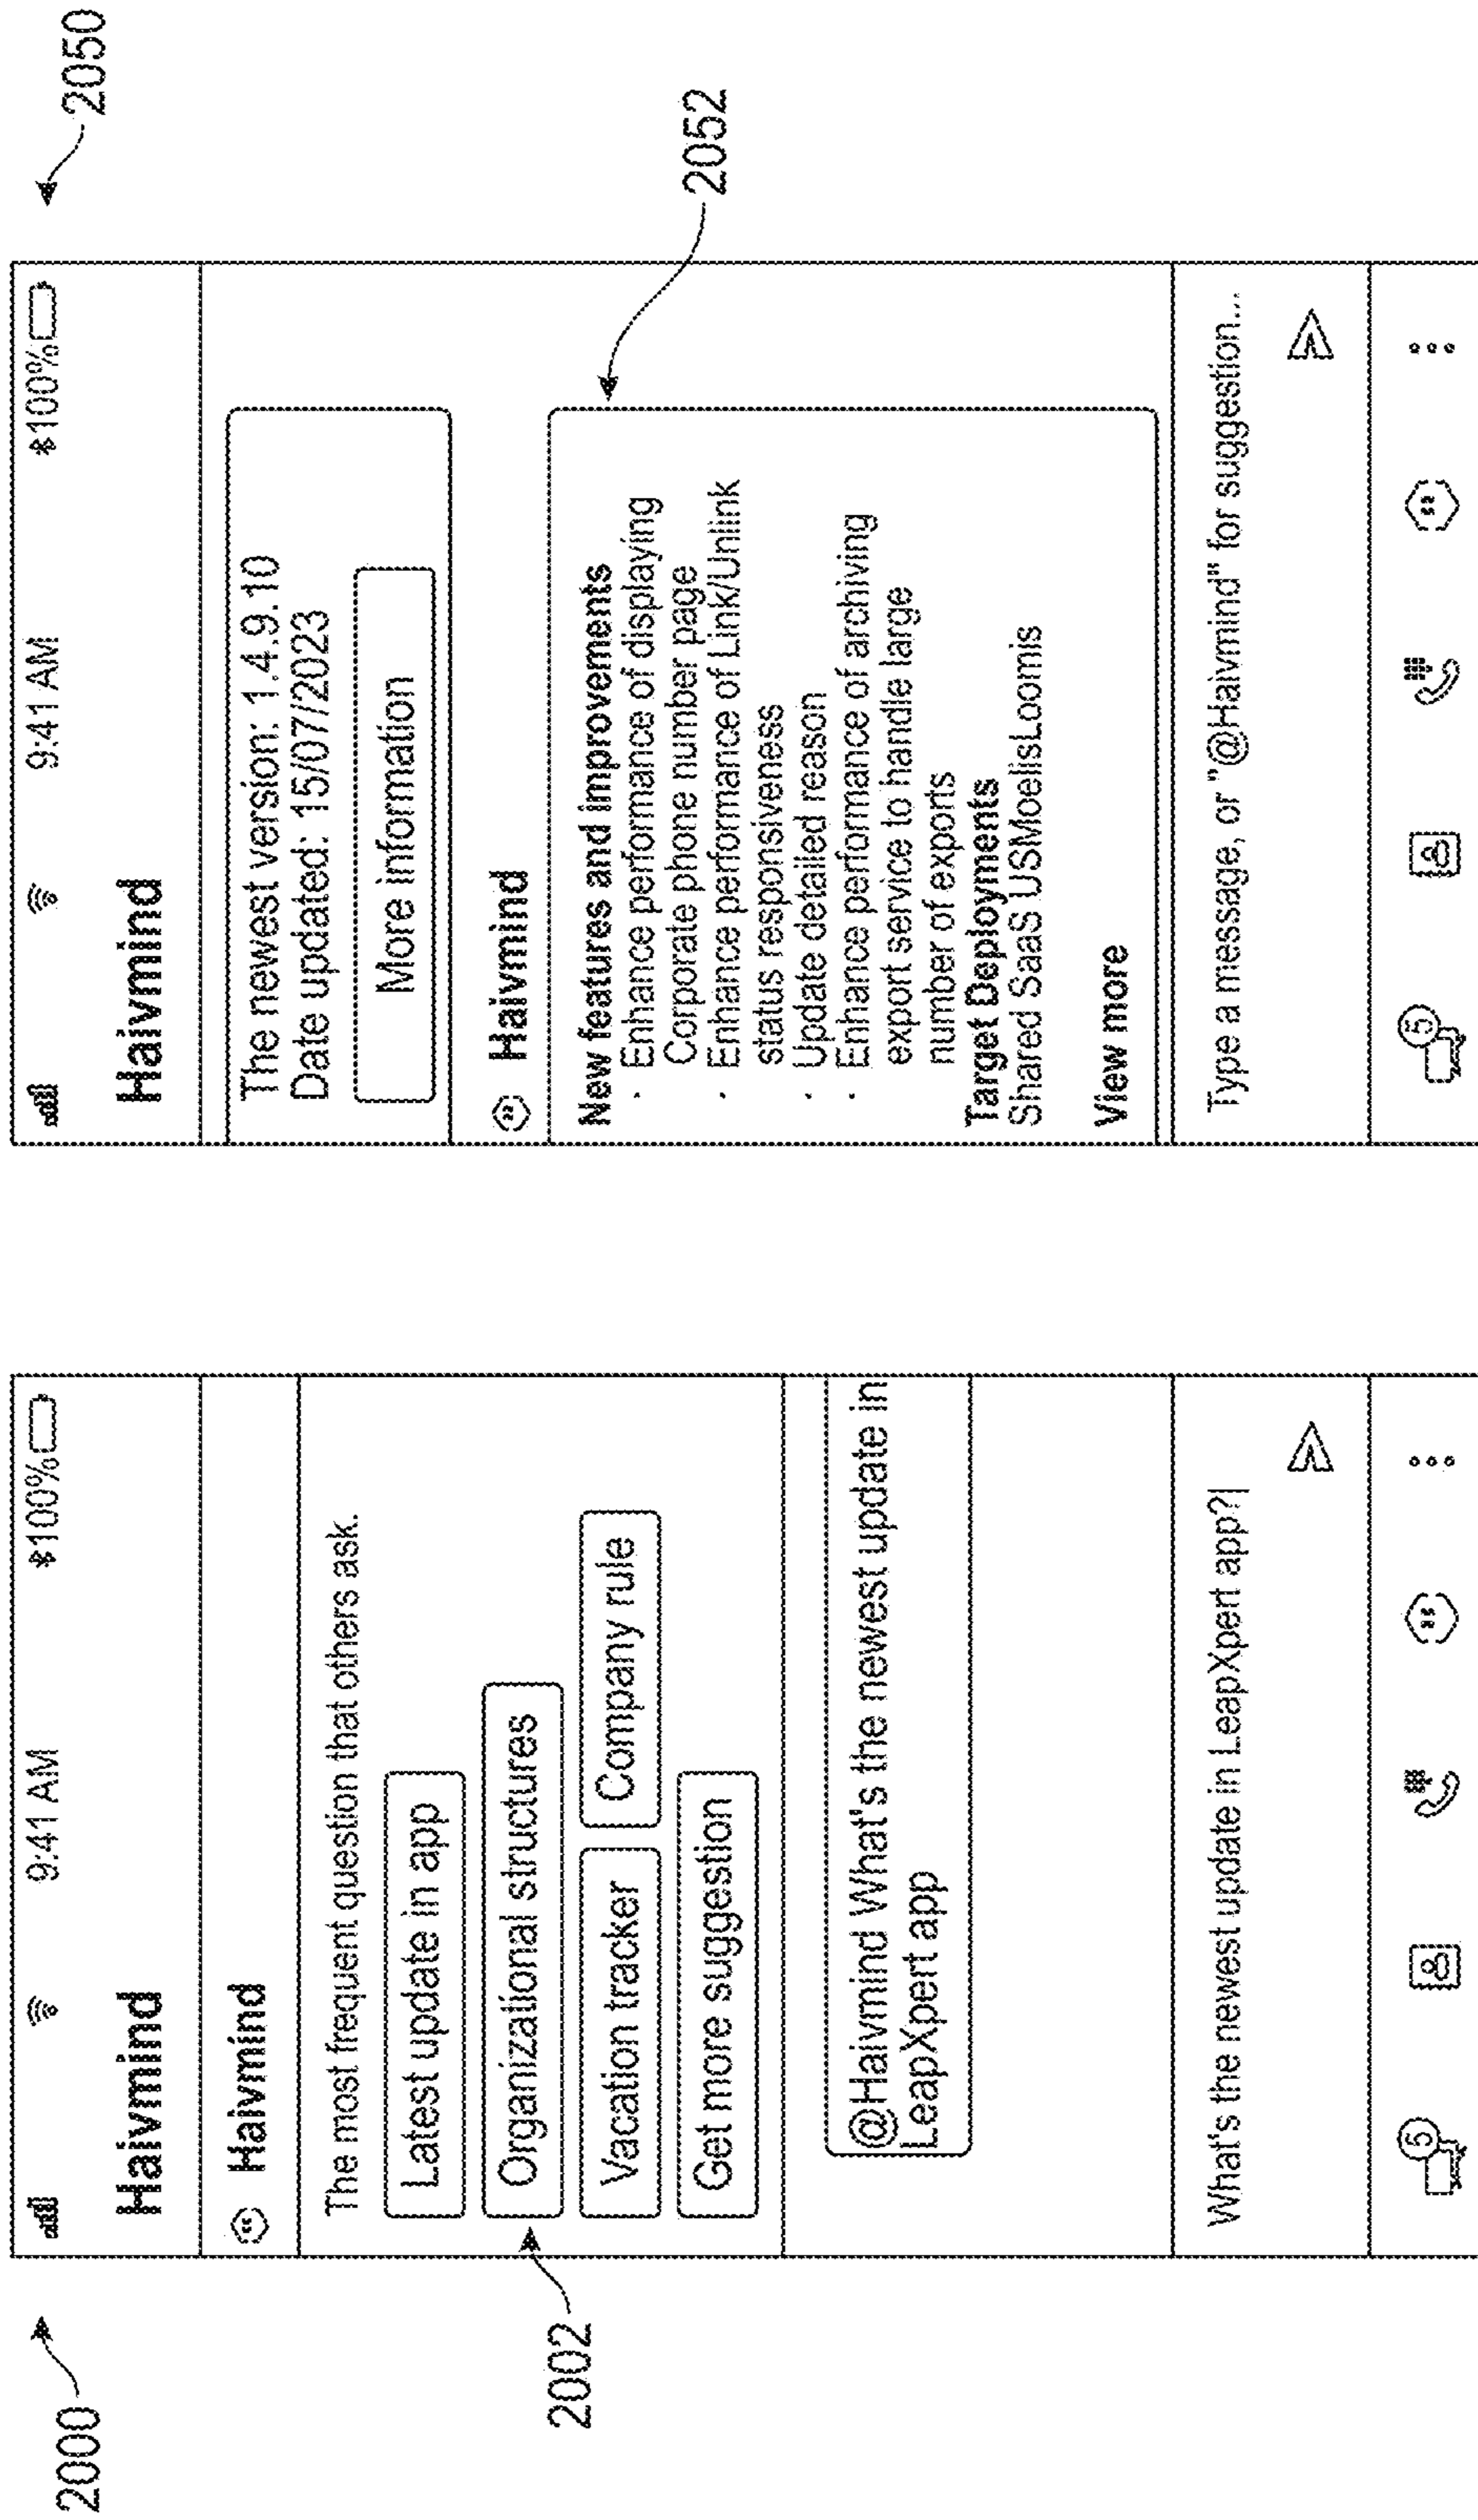 2000
9:41 AM
100%
Haivmind
Haivmind
The most frequent question that others ask.
Latest update in app
Organizational structures
Vacation tracker
Company rule
Get more suggestion
2002
@Haivmind What's the newest update in
LeapXpert app
What's the newest update in LeapXpert app?|
5
2050
9:41 AM
100%
Haivmind
The newest version: 1.4.9.10
Date updated: 15/07/2023
More information
Haivmind
2052
New features and improvements
· Enhance performance of displaying
Corporate phone number page
· Enhance performance of Link/Unlink
status responsiveness
· Update detailed reason
· Enhance performance of archiving
export service to handle large
number of exports
Target Deployments
Shared SaaS USMoelisLoomis
View more
Type a message, or "@Haivmind" for suggestion...
5